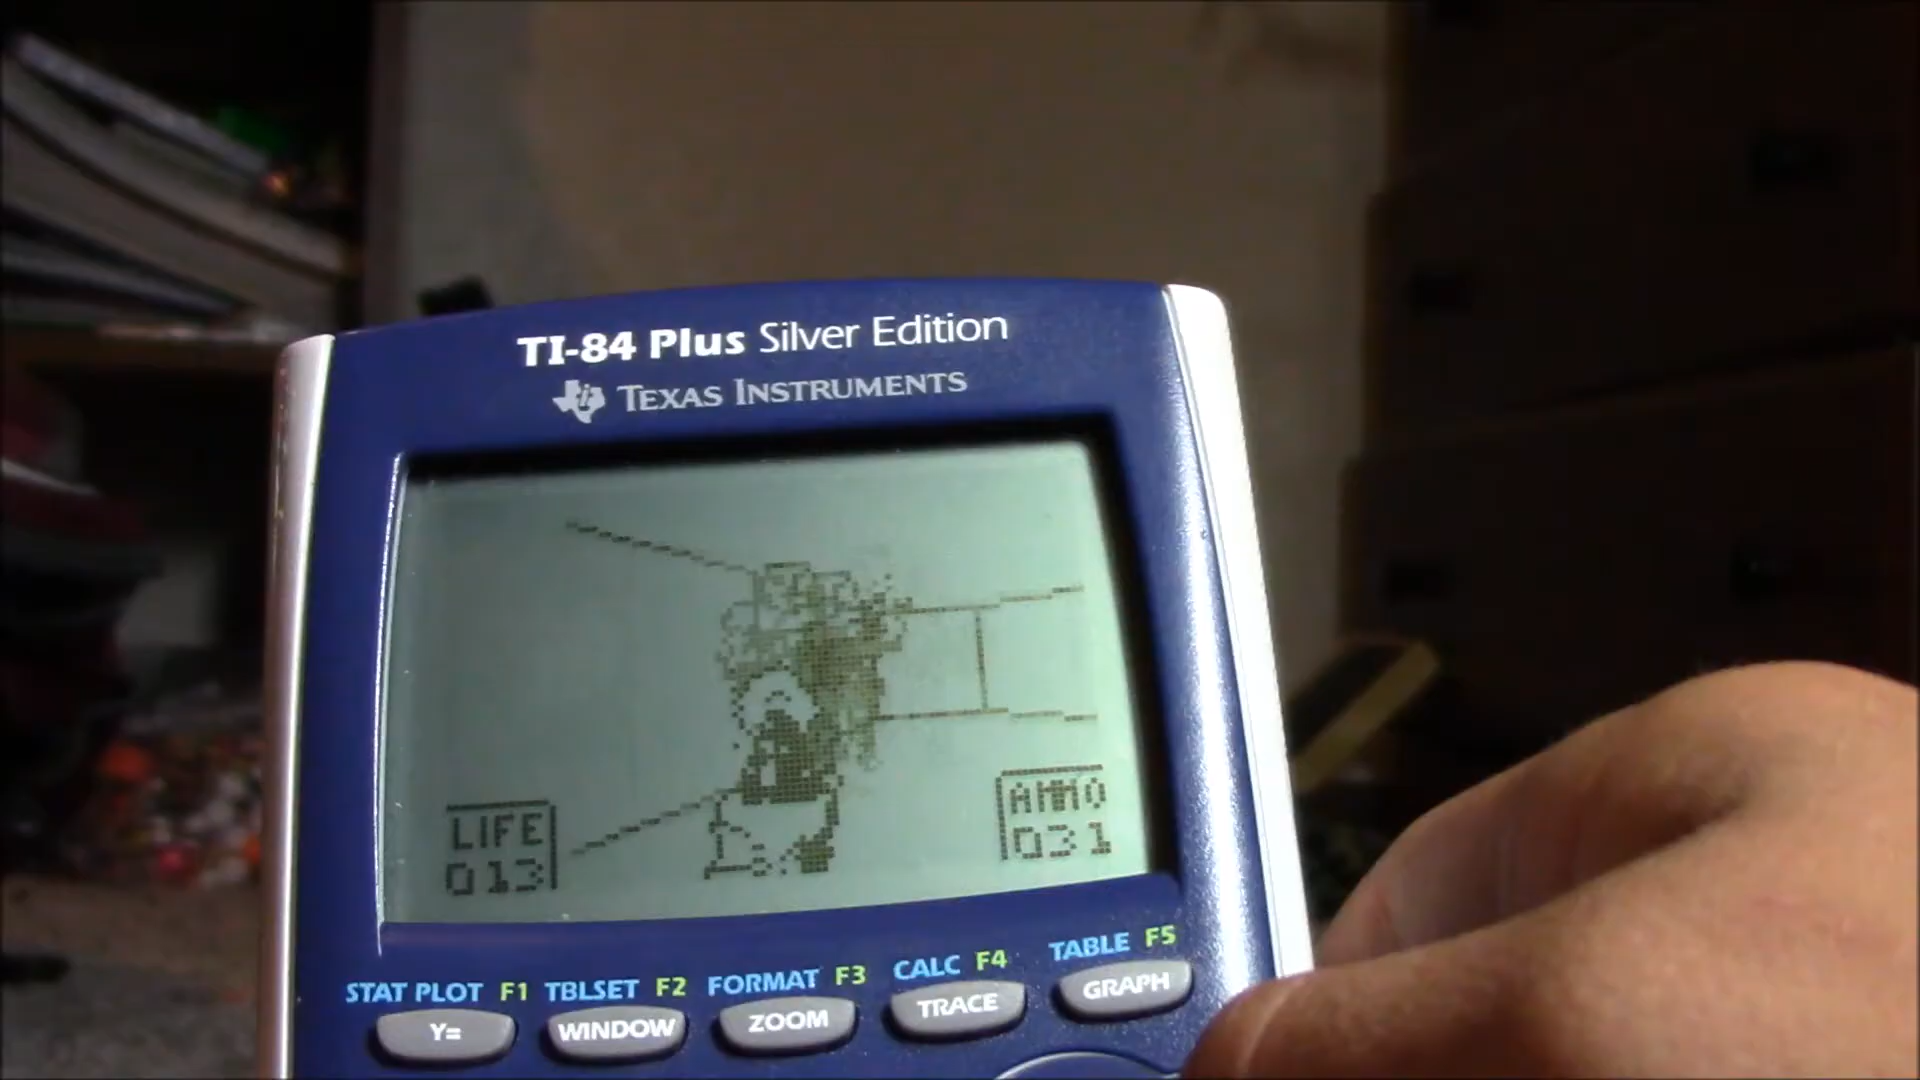 TI-84 Plus Silver Edition
TEXAS INSTRUMENTS
LIFE
013
AMMO
031
STAT PLOT F1 TBLSET F2 FORMAT F3 CALC F4 TABLE F5
Y= WINDOW ZOOM TRACE GRAPH